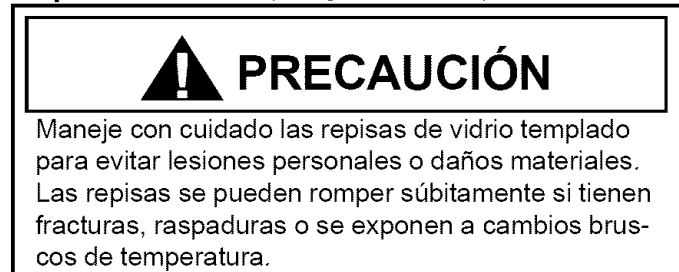 PRECAUCIÓN
Maneje con cuidado las repisas de vidrio templado
para evitar lesiones personales o daños materiales.
Las repisas se pueden romper súbitamente si tienen
fracturas, raspaduras o se exponen a cambios brus-
cos de temperatura.